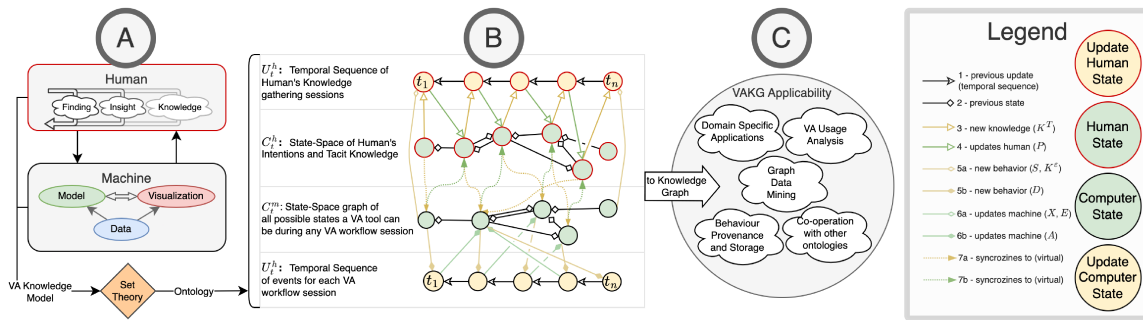 A
B
C
Human
Finding
Insight
Knowledge
Machine
Model
Visualization
Data
VA Knowledge
Model
Set
Theory
Ontology
U_t^h: Temporal Sequence of
Human's Knowledge
gathering sessions
t_1
t_n
C_t^h: State-Space of Human's
Intentions and Tacit Knowledge
C_t^m: State-Space graph of
all possible states a VA tool can
be during any VA workflow session
U_t^h: Temporal Sequence
of events for each VA
workflow session
t_1
t_n
to Knowledge
Graph
VAKG Applicability
Domain Specific
Applications
VA Usage
Analysis
Graph
Data
Mining
Behaviour
Provenance
and Storage
Co-operation
with other
ontologies
Legend
1 - previous update
(temporal sequence)
2 - previous state
3 - new knowledge (K^T)
4 - updates human (P)
5a - new behavior (S, K^ε)
5b - new behavior (D)
6a - updates machine (X, E)
6b - updates machine (A)
7a - syncrozines to (virtual)
7b - syncrozines to (virtual)
Update
Human
State
Human
State
Computer
State
Update
Computer
State